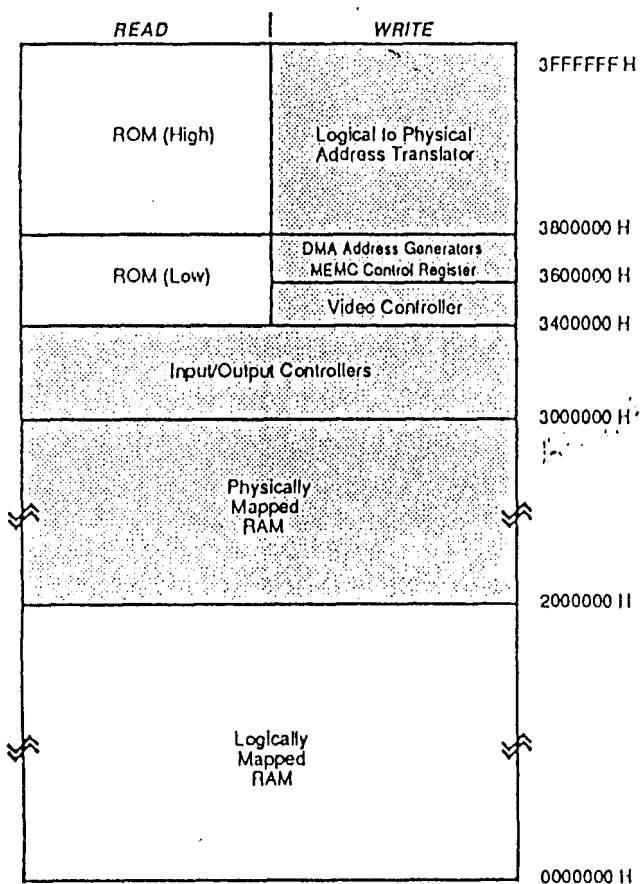 READ WRITE
3FFFFFF H
ROM (High)
Logical to Physical
Address Translator
3800000 H
DMA Address Generators
MEMC Control Register
ROM (Low)
3600000 H
Video Controller
3400000 H
Input/Output Controllers
3000000 H
Physically
Mapped
RAM
2000000 H
Logically
Mapped
RAM
0000000 H